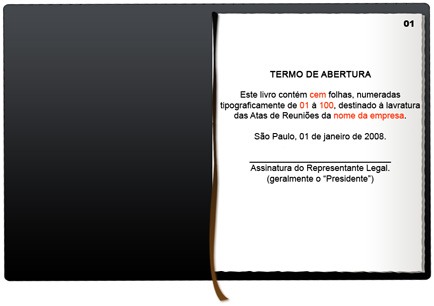 01
TERMO DE ABERTURA
Este livro contém cem folhas, numeradas
tipograficamente de 01 à 100, destinado à lavratura
das Atas de Reuniões da nome da empresa.
São Paulo, 01 de janeiro de 2008.
Assinatura do Representante Legal.
(geralmente o "Presidente")